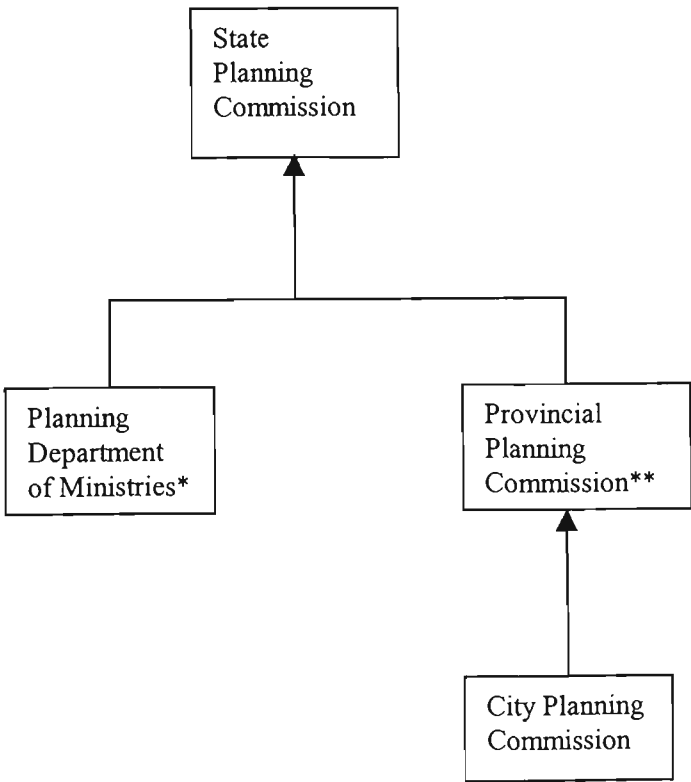 State
Planning
Commission
Planning
Department
of Ministries*
Provincial
Planning
Commission**
City Planning
Commission